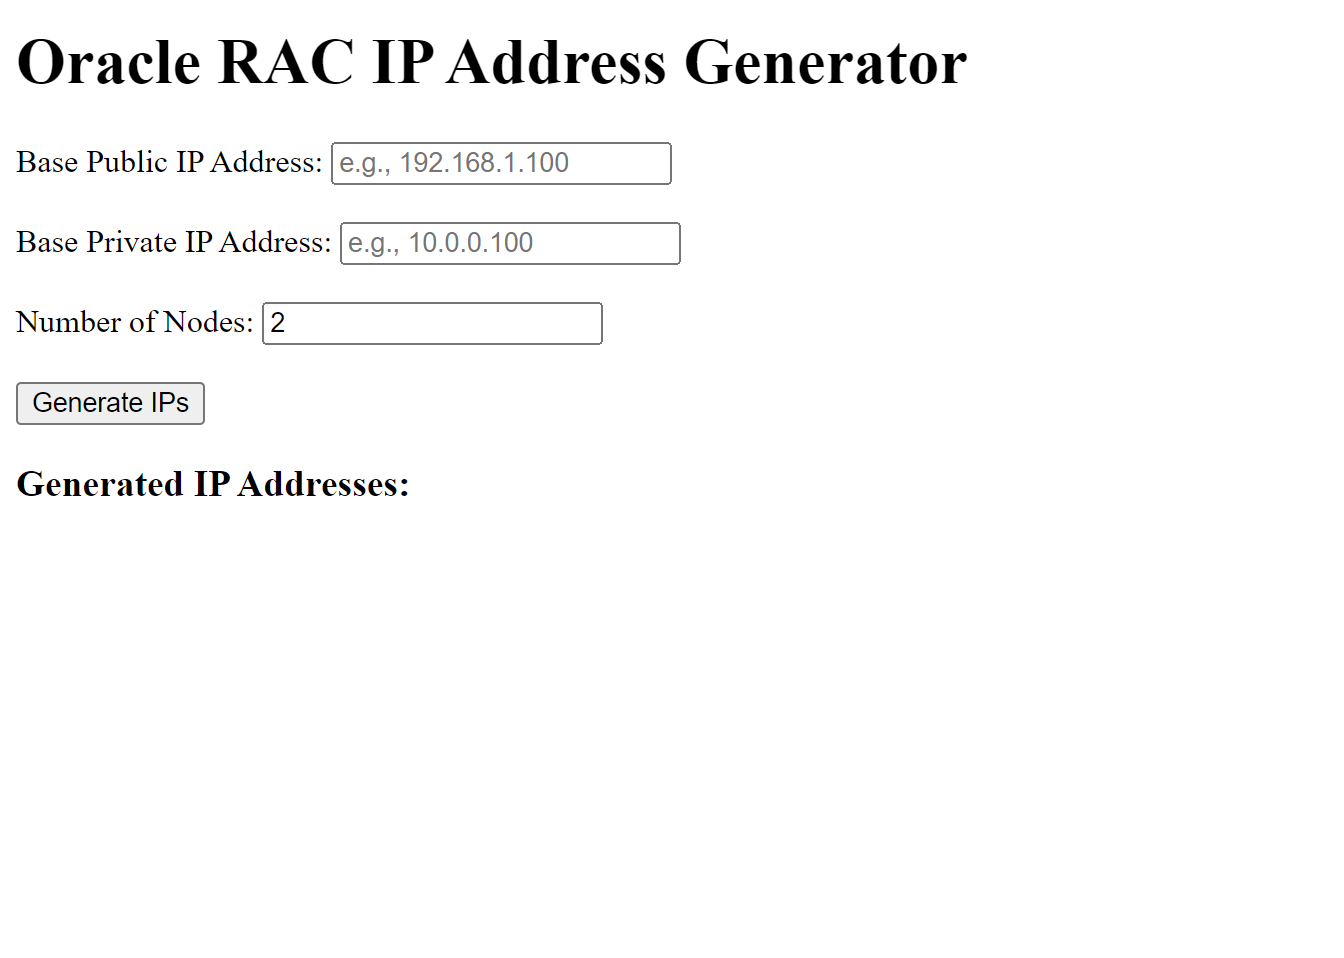 Oracle RAC IP Address Generator
Base Public IP Address: e.g., 192.168.1.100
Base Private IP Address: e.g., 10.0.0.100
Number of Nodes: 2
Generate IPs
Generated IP Addresses: